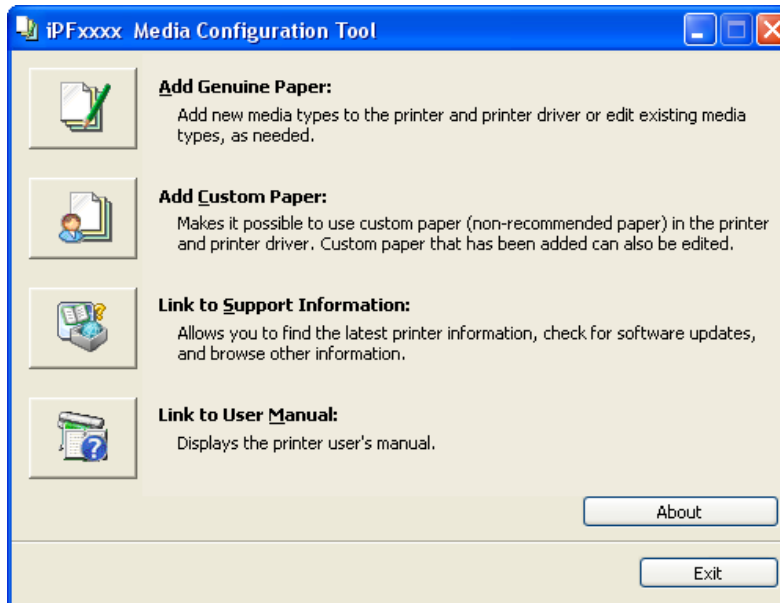 iPFxxxx Media Configuration Tool
Add Genuine Paper:
Add new media types to the printer and printer driver or edit existing media
types, as needed.
Add Custom Paper:
Makes it possible to use custom paper (non-recommended paper) in the printer
and printer driver. Custom paper that has been added can also be edited.
Link to Support Information:
Allows you to find the latest printer information, check for software updates,
and browse other information.
Link to User Manual:
Displays the printer user's manual.
About
Exit